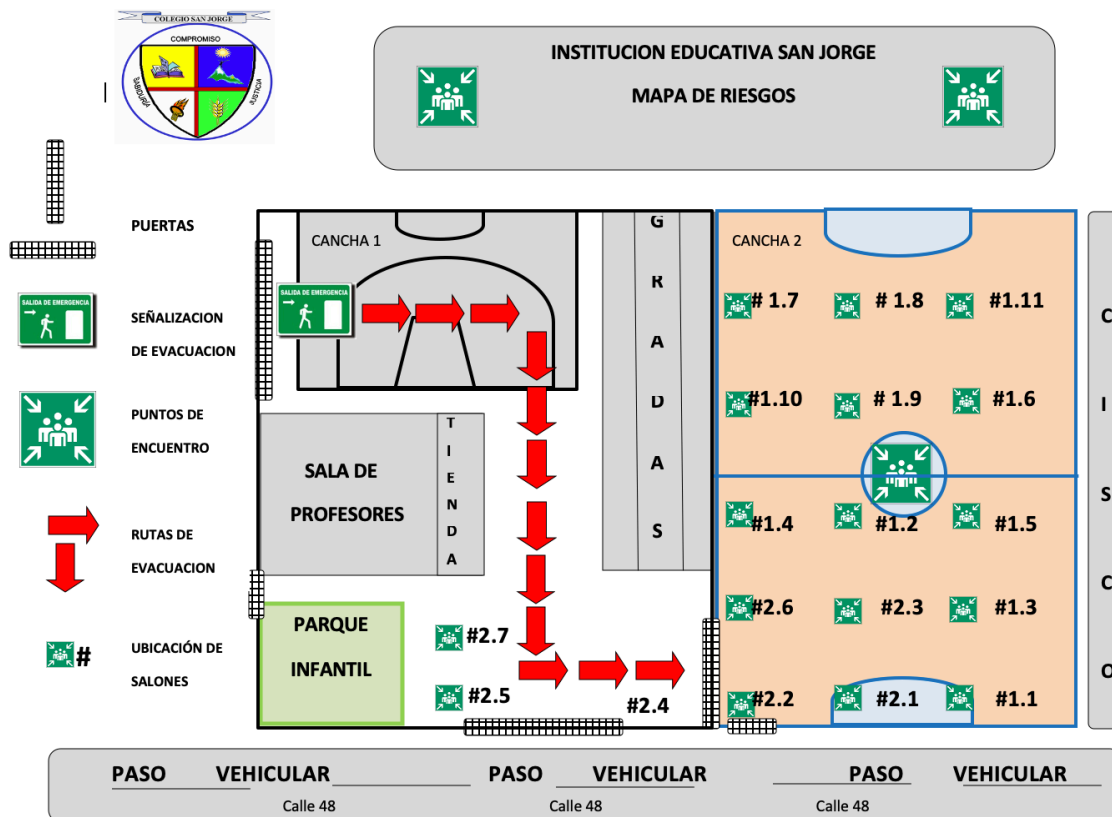 COLEGIO SAN JORGE
COMPROMISO
SABIDURÍA
JUSTICIA
INSTITUCION EDUCATIVA SAN JORGE
MAPA DE RIESGOS
PUERTAS
SALIDA DE EMERGENCIA
SEÑALIZACION
DE EVACUACION
PUNTOS DE
ENCUENTRO
RUTAS DE
EVACUACION
#
UBICACIÓN DE
SALONES
CANCHA 1
SALIDA DE EMERGENCIA
GRADAS
SALA DE
PROFESORES
TIENDA
PARQUE
INFANTIL
#2.7
#2.5
#2.4
CANCHA 2
# 1.7 # 1.8 #1.11
#1.10 # 1.9 #1.6
#1.4 #1.2 #1.5
#2.6 #2.3 #1.3
#2.2 #2.1 #1.1
CISCO
PASO VEHICULAR PASO VEHICULAR PASO VEHICULAR
Calle 48 Calle 48 Calle 48